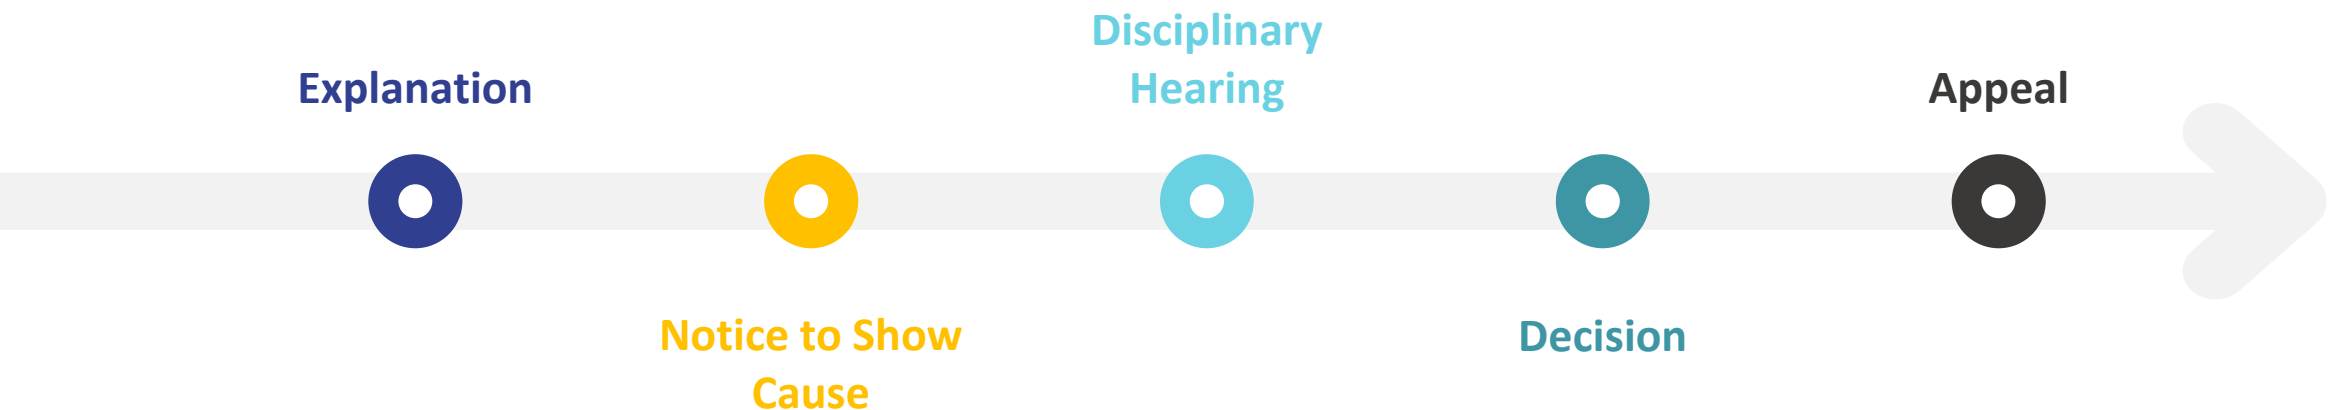 Explanation
Notice to Show
Cause
Disciplinary
Hearing
Decision
Appeal